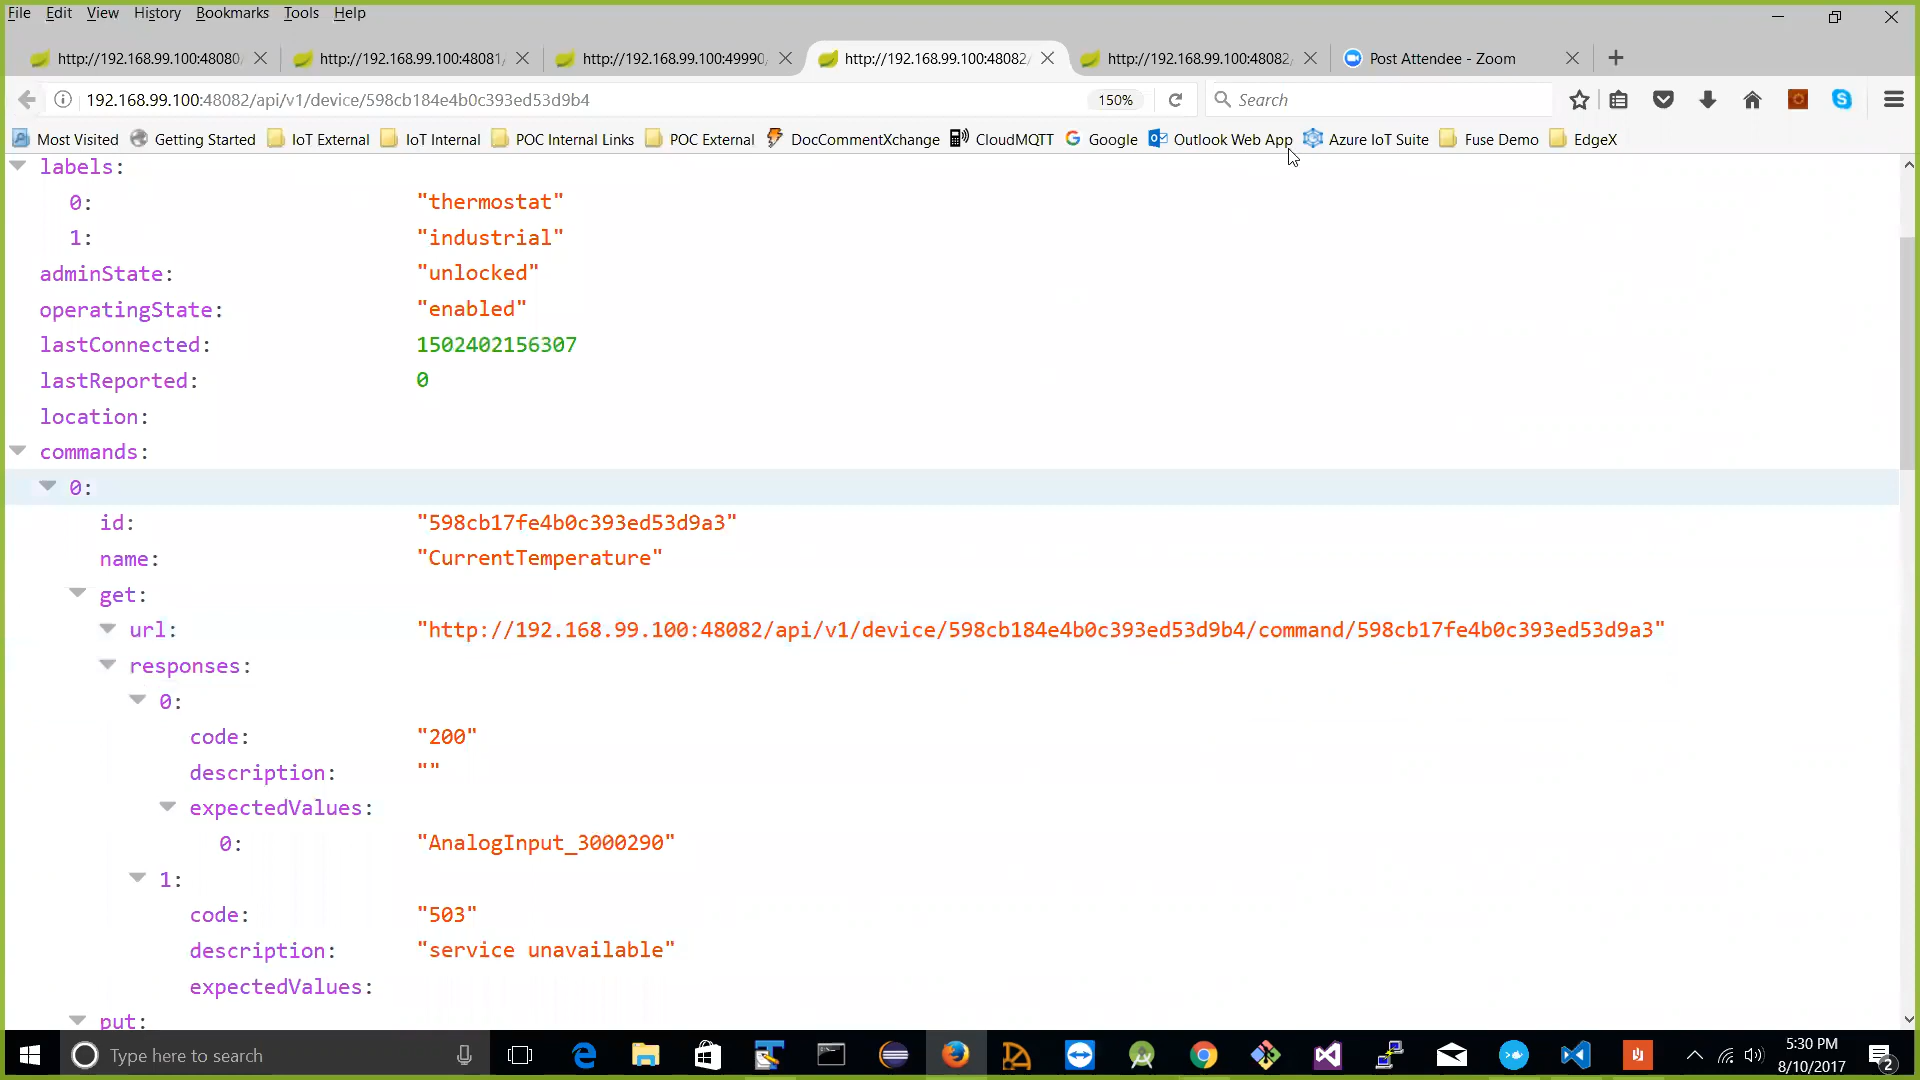 File Edit View History Bookmarks Tools Help
http://192.168.99.100:48080/ http://192.168.99.100:48081/ http://192.168.99.100:49990/ http://192.168.99.100:48082/ http://192.168.99.100:48082/ Post Attendee - Zoom
192.168.99.100:48082/api/v1/device/598cb184e4b0c393ed53d9b4 150% Search
Most Visited Getting Started IoT External IoT Internal POC Internal Links POC External DocCommentXchange CloudMQTT Google Outlook Web App Azure IoT Suite Fuse Demo EdgeX
labels:
0: "thermostat"
1: "industrial"
adminState: "unlocked"
operatingState: "enabled"
lastConnected: 1502402156307
lastReported: 0
location:
commands:
0:
id: "598cb17fe4b0c393ed53d9a3"
name: "CurrentTemperature"
get:
url: "http://192.168.99.100:48082/api/v1/device/598cb184e4b0c393ed53d9b4/command/598cb17fe4b0c393ed53d9a3"
responses:
0:
code: "200"
description: ""
expectedValues:
0: "AnalogInput_3000290"
1:
code: "503"
description: "service unavailable"
expectedValues:
put:
Type here to search
5:30 PM
8/10/2017
2